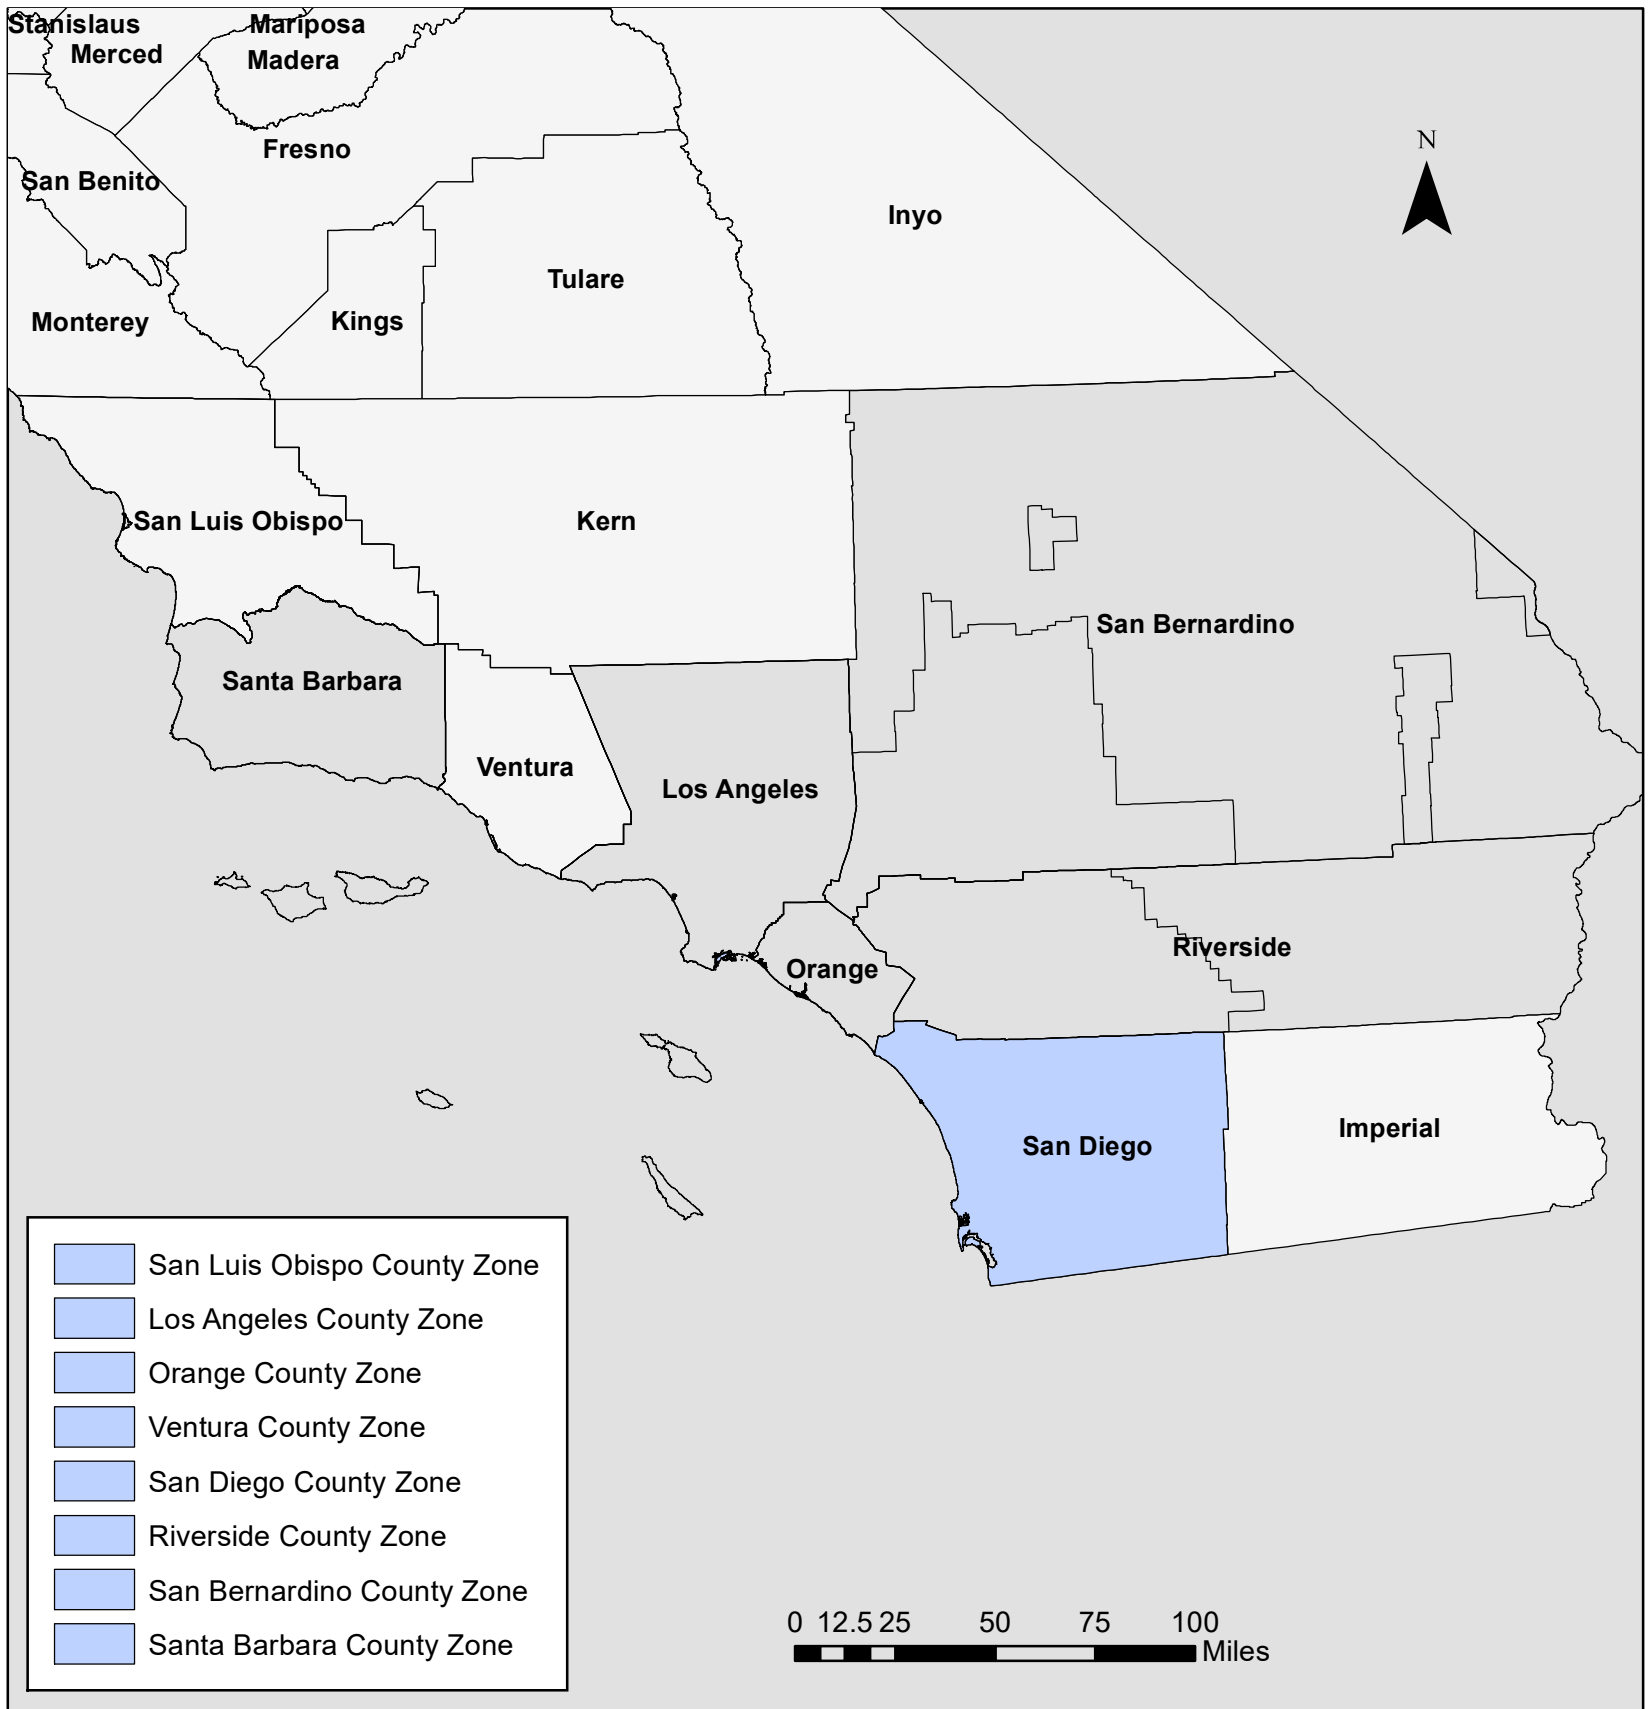 Stanislaus
Mariposa
Merced
Madera
Fresno
N
San Benito
Inyo
Tulare
Monterey
Kings
San Luis Obispo
Kern
San Bernardino
Santa Barbara
Ventura
Los Angeles
Riverside
Orange
Imperial
San Diego
San Luis Obispo County Zone
Los Angeles County Zone
Orange County Zone
Ventura County Zone
San Diego County Zone
Riverside County Zone
San Bernardino County Zone
Santa Barbara County Zone
0 12.5 25 50 75 100
Miles